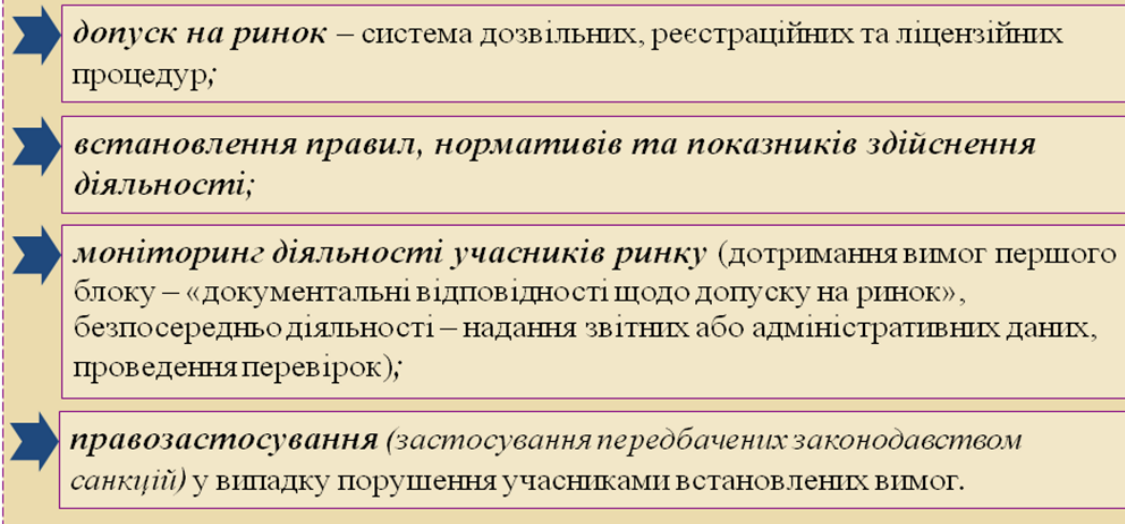 допуск на ринок – система дозвільних, реєстраційних та ліцензійних
процедур;
встановлення правил, нормативів та показників здійснення
діяльності;
моніторинг діяльності учасників ринку (дотримання вимог першого
блоку – «документальні відповідності щодо допуску на ринок»,
безпосередньо діяльності – надання звітних або адміністративних даних,
проведення перевірок);
правозастосування (застосування передбачених законодавством
санкцій) у випадку порушення учасниками встановлених вимог.